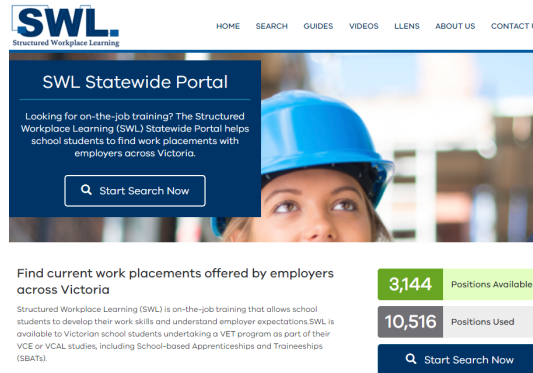 SWL.
Structured Workplace Learning
HOME SEARCH GUIDES VIDEOS LLENS ABOUT US CONTACT
SWL Statewide Portal
Looking for on-the-job training? The Structured
Workplace Learning (SWL) Statewide Portal helps
school students to find work placements with
employers across Victoria.
Start Search Now
Find current work placements offered by employers
across Victoria
Structured Workplace Learning (SWL) is on-the-job training that allows school
students to develop their work skills and understand employer expectations.SWL is
available to Victorian school students undertaking a VET program as part of their
VCE or VCAL studies, including School-based Apprenticeships and Traineeships
(SBATs).
3,144 Positions Available
10,516 Positions Used
Start Search Now